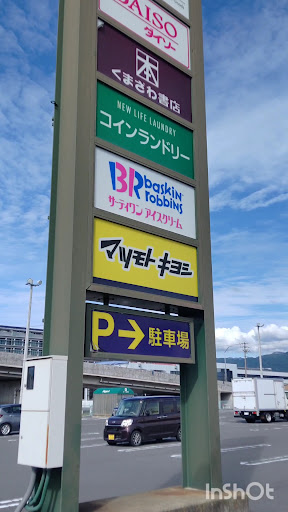 DAISO
ダイソー
本
くまざわ書店
NEW LIFE LAUNDRY
コインランドリー
BR baskin
robbins
サーティワン アイスクリーム
マツモトキヨシ
P→駐車場
InShOt